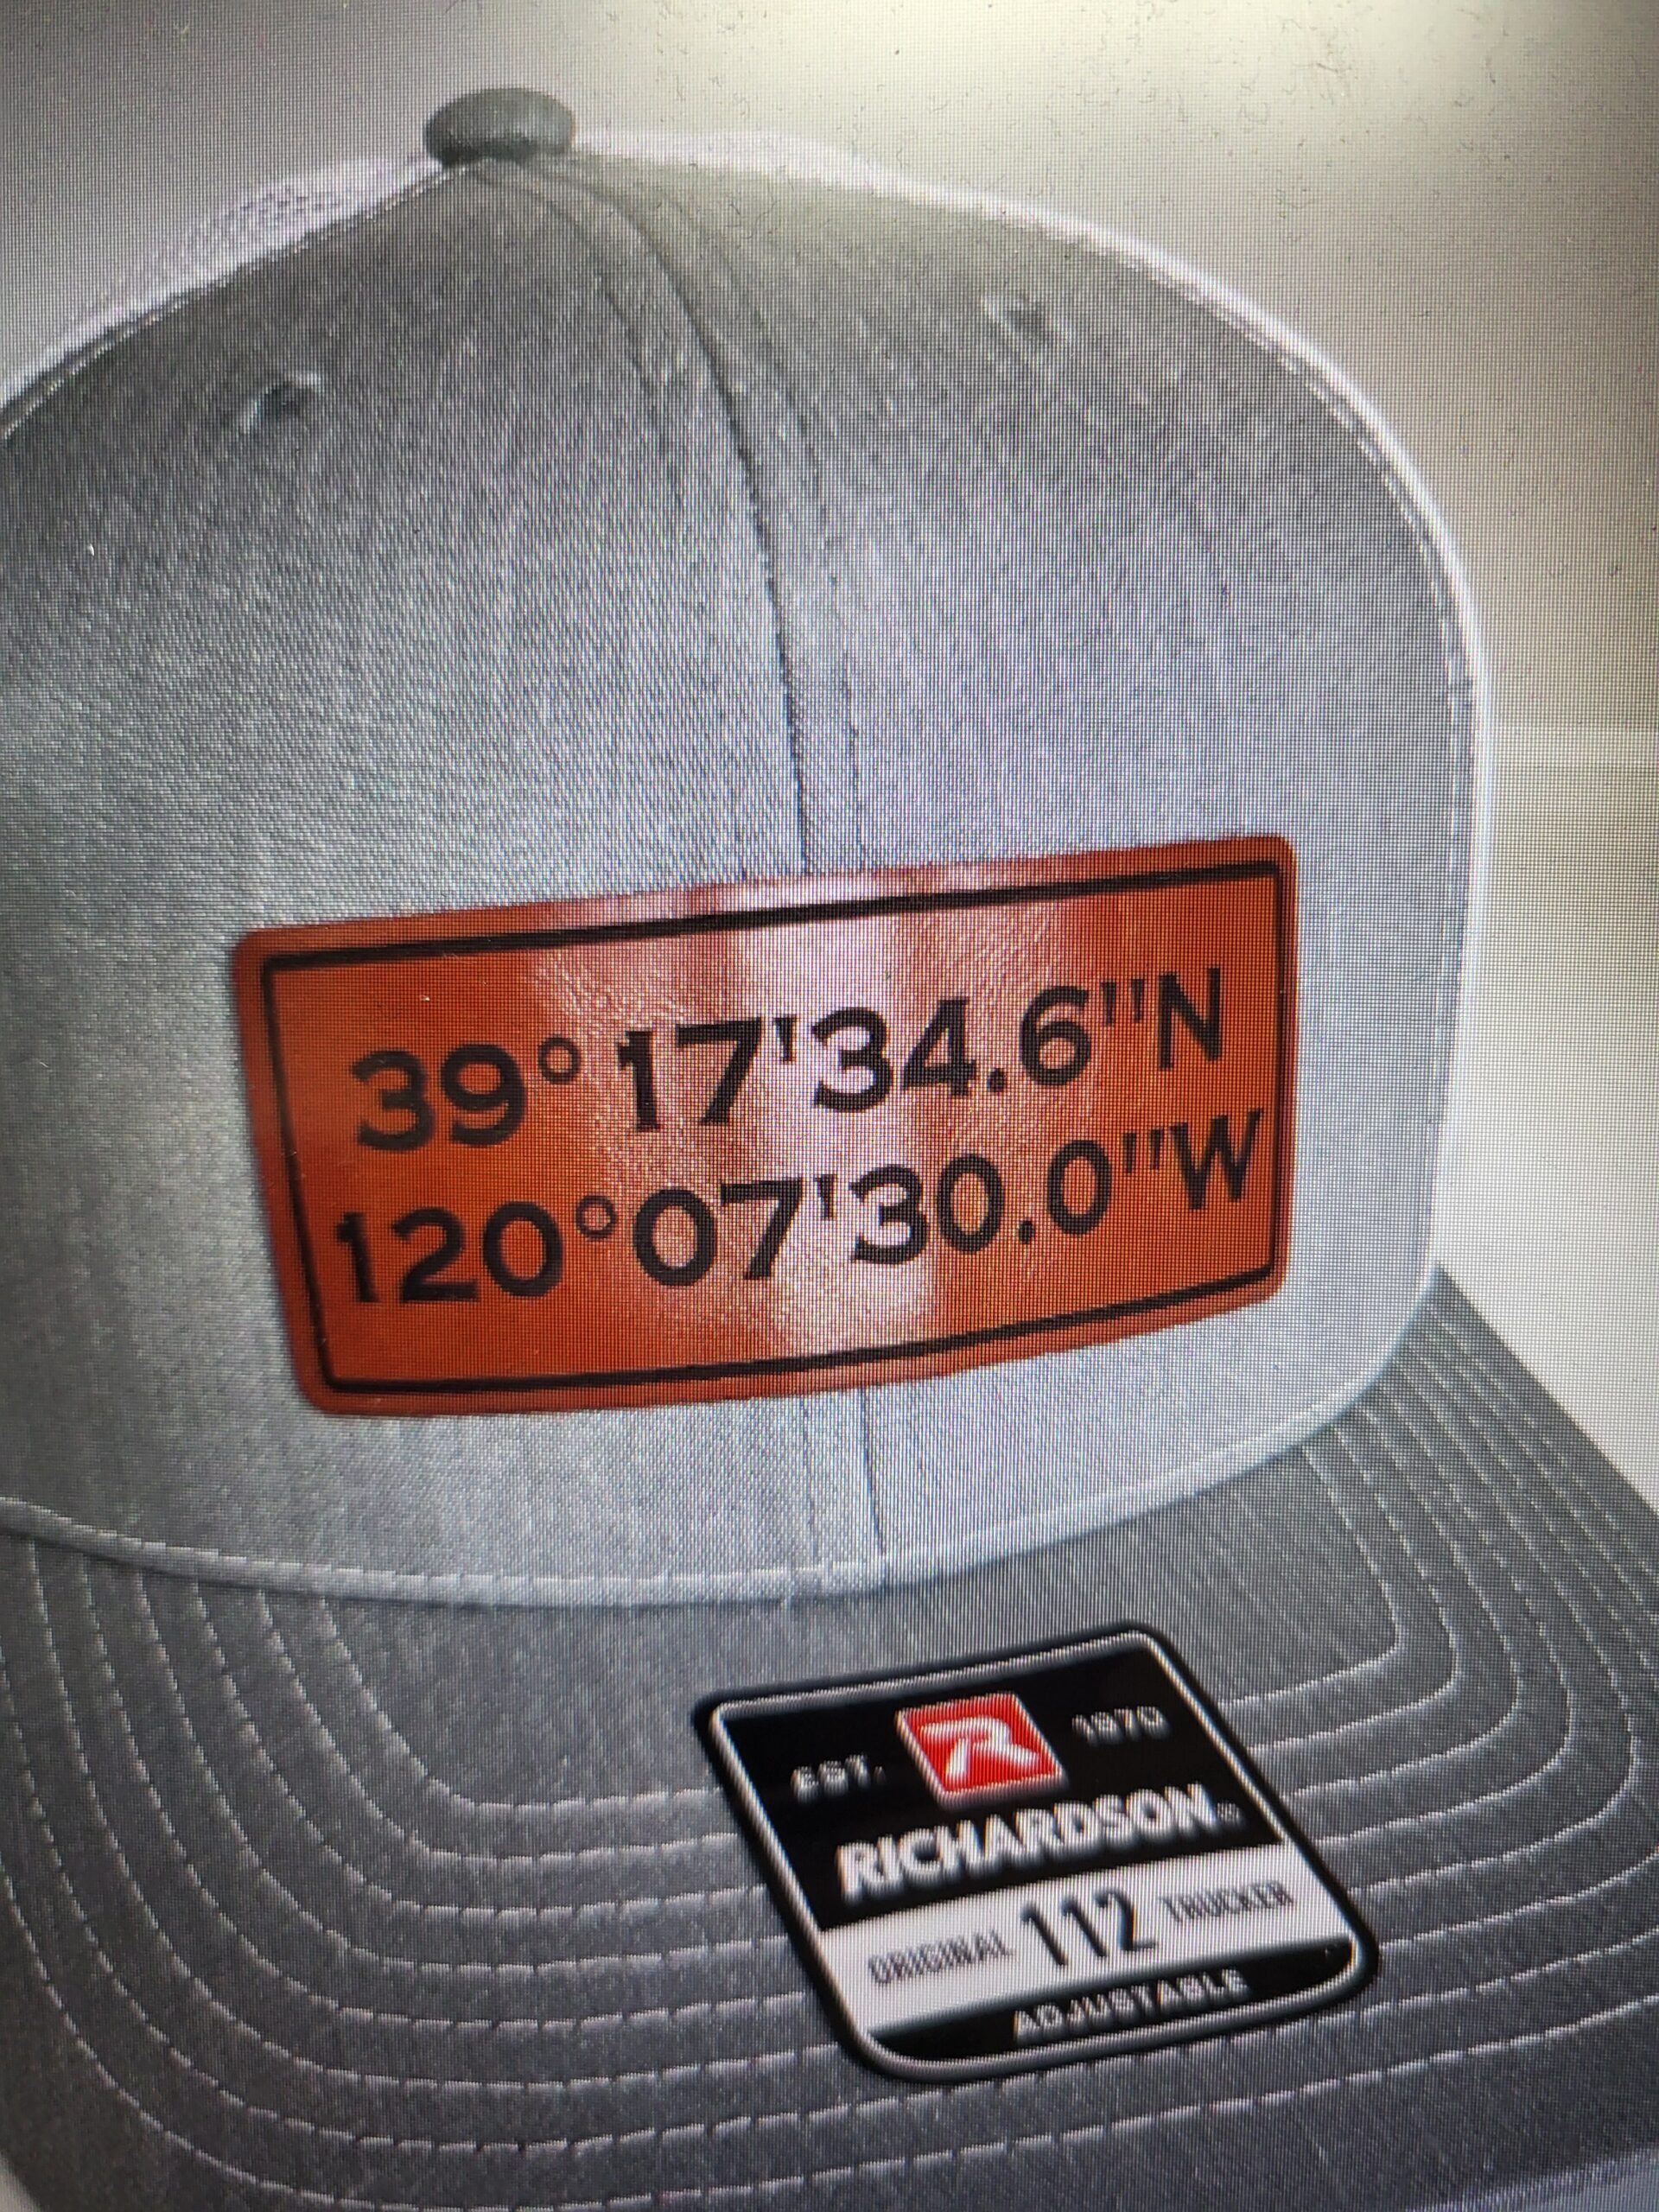 39° 17'34.6"N
120°07'30.0"W
EST. R 1970
RICHARDSON®
ORIGINAL 112 TRUCKER
ADJUSTABLE